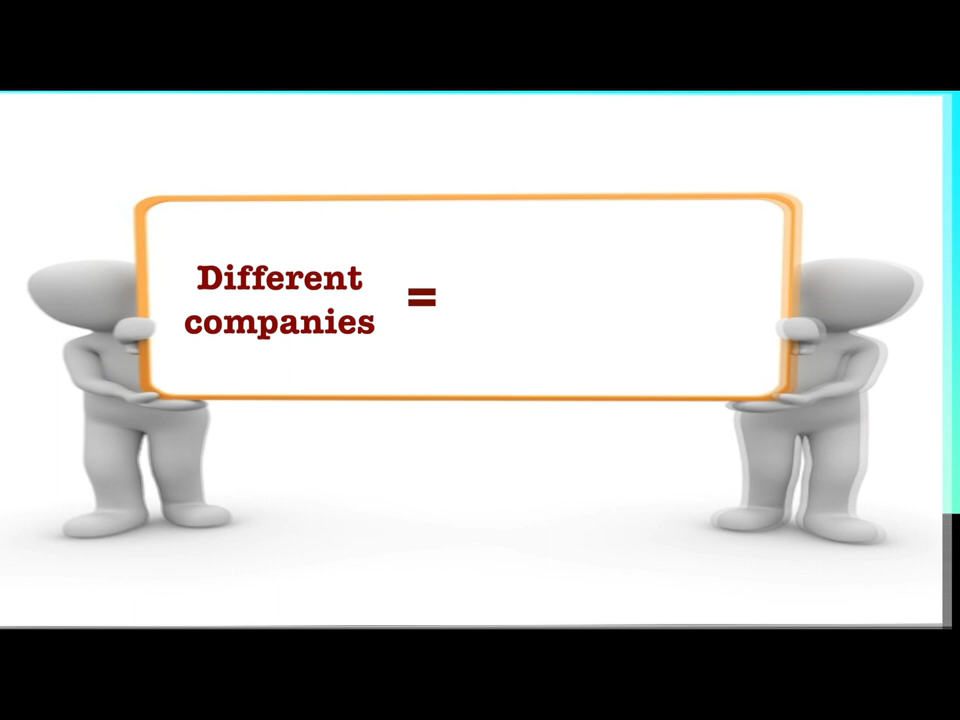 Different
companies =